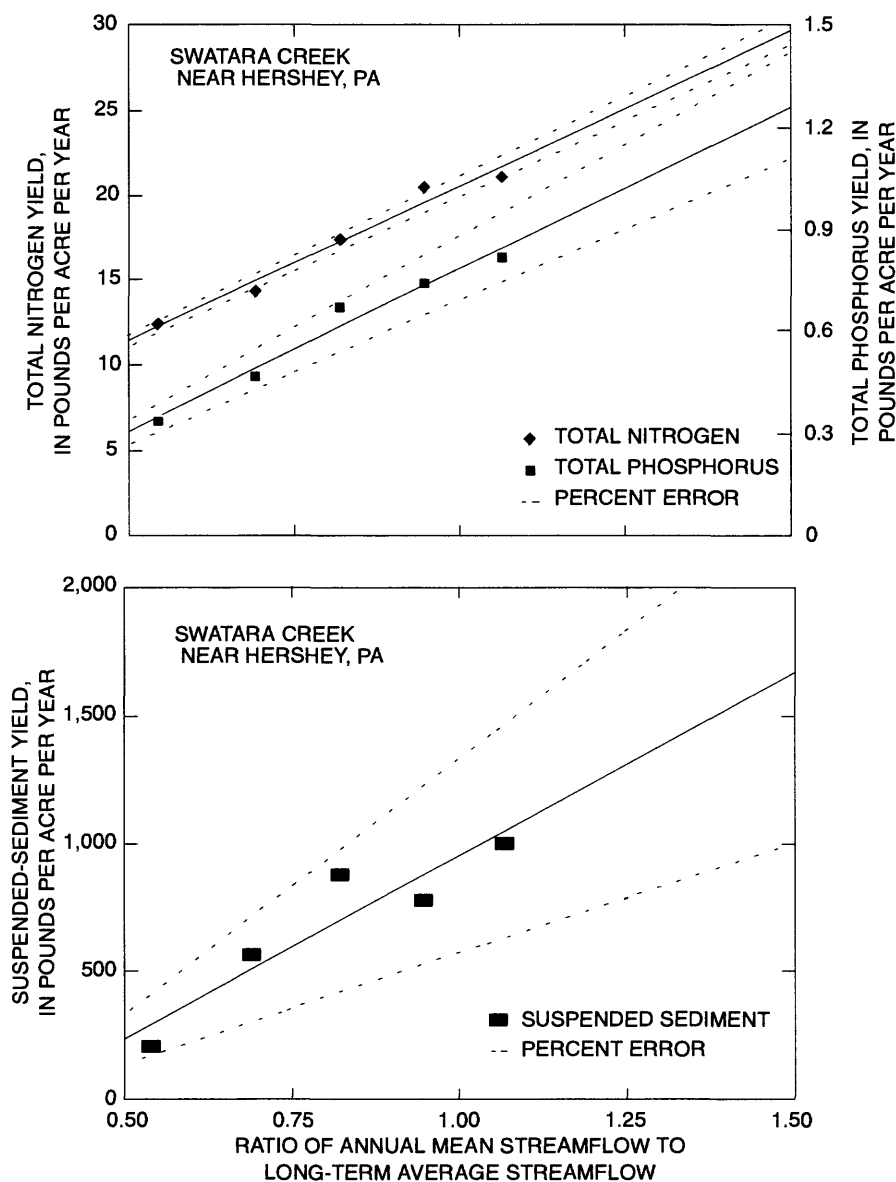 SWATARA CREEK
NEAR HERSHEY, PA
TOTAL NITROGEN YIELD,
IN POUNDS PER ACRE PER YEAR
30
25
20
15
10
5
0
1.5
1.2
0.9
0.6
0.3
0
TOTAL PHOSPHORUS YIELD, IN
POUNDS PER ACRE PER YEAR
TOTAL NITROGEN
TOTAL PHOSPHORUS
PERCENT ERROR
SWATARA CREEK
NEAR HERSHEY, PA
SUSPENDED-SEDIMENT YIELD,
IN POUNDS PER ACRE PER YEAR
2,000
1,500
1,000
500
0
SUSPENDED SEDIMENT
PERCENT ERROR
0.50 0.75 1.00 1.25 1.50
RATIO OF ANNUAL MEAN STREAMFLOW TO
LONG-TERM AVERAGE STREAMFLOW